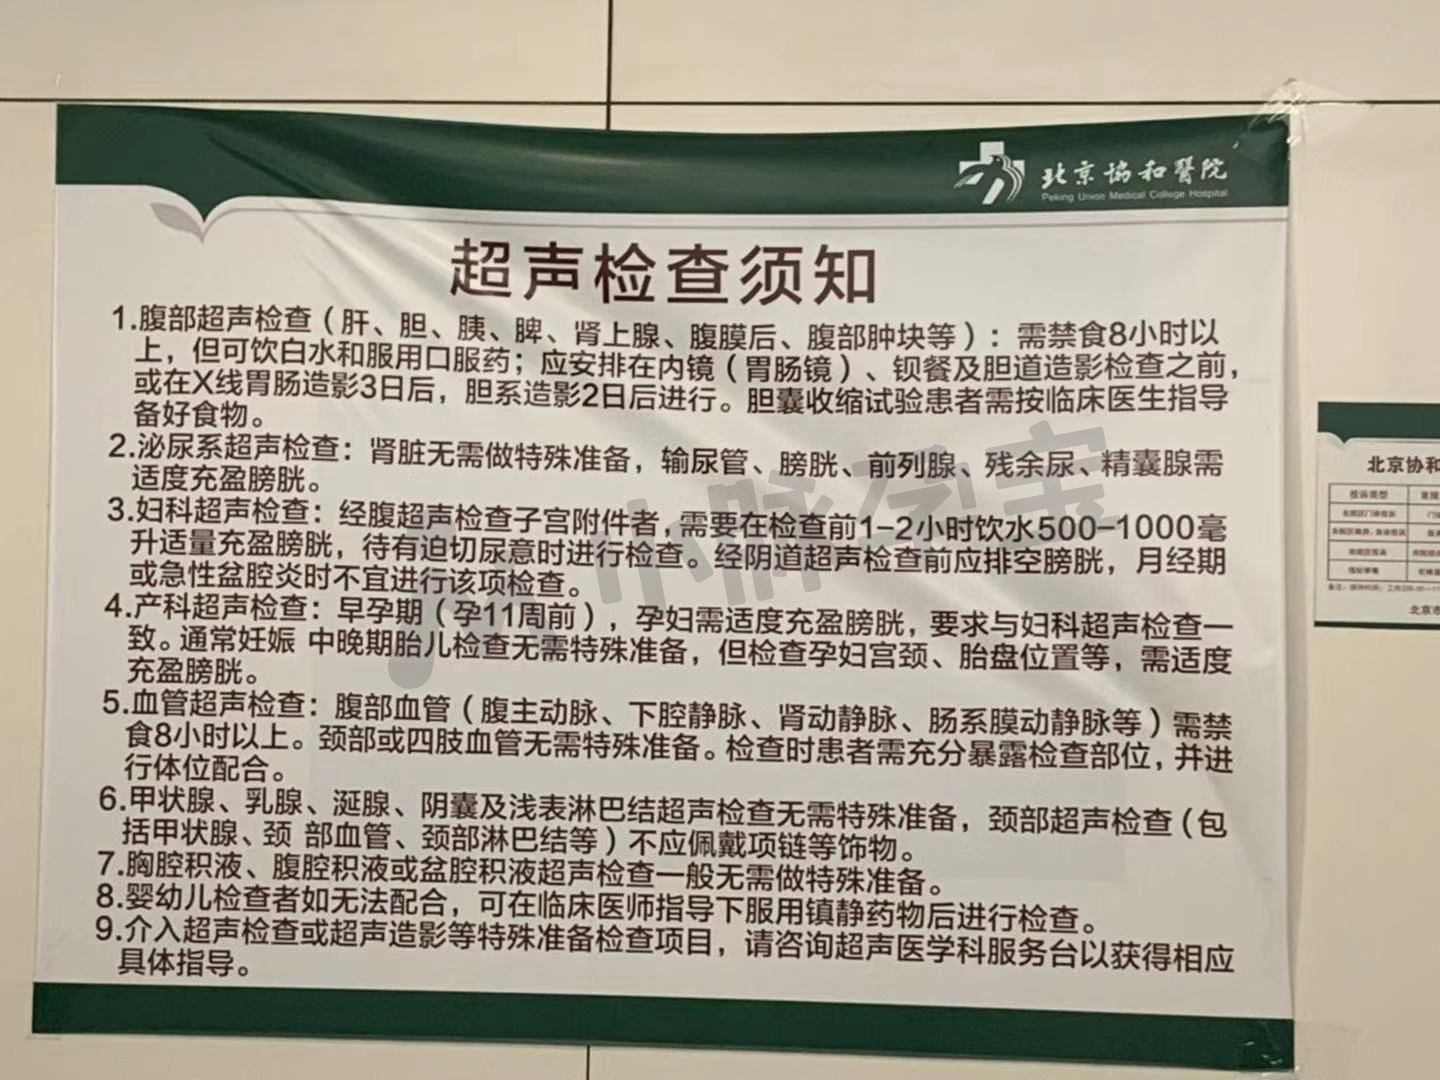 北京協和醫院
Peking Union Medical College Hospital
超声检查须知
1.腹部超声检查（肝、胆、胰、脾、肾上腺、腹膜后、腹部肿块等）：需禁食8小时以
上，但可饮白水和服用口服药；应安排在内镜（胃肠镜）、钡餐及胆道造影检查之前，
或在X线胃肠造影3日后，胆系造影2日后进行。胆囊收缩试验患者需按临床医生指导
备好食物。
2.泌尿系超声检查：肾脏无需做特殊准备，输尿管、膀胱、前列腺、残余尿、精囊腺需
适度充盈膀胱。
3.妇科超声检查：经腹超声检查子宫附件者，需要在检查前1–2小时饮水500–1000毫
升适量充盈膀胱，待有迫切尿意时进行检查。经阴道超声检查前应排空膀胱，月经期
或急性盆腔炎时不宜进行该项检查。
4.产科超声检查：早孕期（孕11周前），孕妇需适度充盈膀胱，要求与妇科超声检查一
致。通常妊娠 中晚期胎儿检查无需特殊准备，但检查孕妇宫颈、胎盘位置等，需适度
充盈膀胱。
5.血管超声检查：腹部血管（腹主动脉、下腔静脉、肾动静脉、肠系膜动静脉等）需禁
食8小时以上。颈部或四肢血管无需特殊准备。检查时患者需充分暴露检查部位，并进
行体位配合。
6.甲状腺、乳腺、涎腺、阴囊及浅表淋巴结超声检查无需特殊准备，颈部超声检查（包
括甲状腺、颈 部血管、颈部淋巴结等）不应佩戴项链等饰物。
7.胸腔积液、腹腔积液或盆腔积液超声检查一般无需做特殊准备。
8.婴幼儿检查者如无法配合，可在临床医师指导下服用镇静药物后进行检查。
9.介入超声检查或超声造影等特殊准备检查项目，请咨询超声医学科服务台以获得相应
具体指导。
小脉孕宝
北京协和
投诉类型
北京市